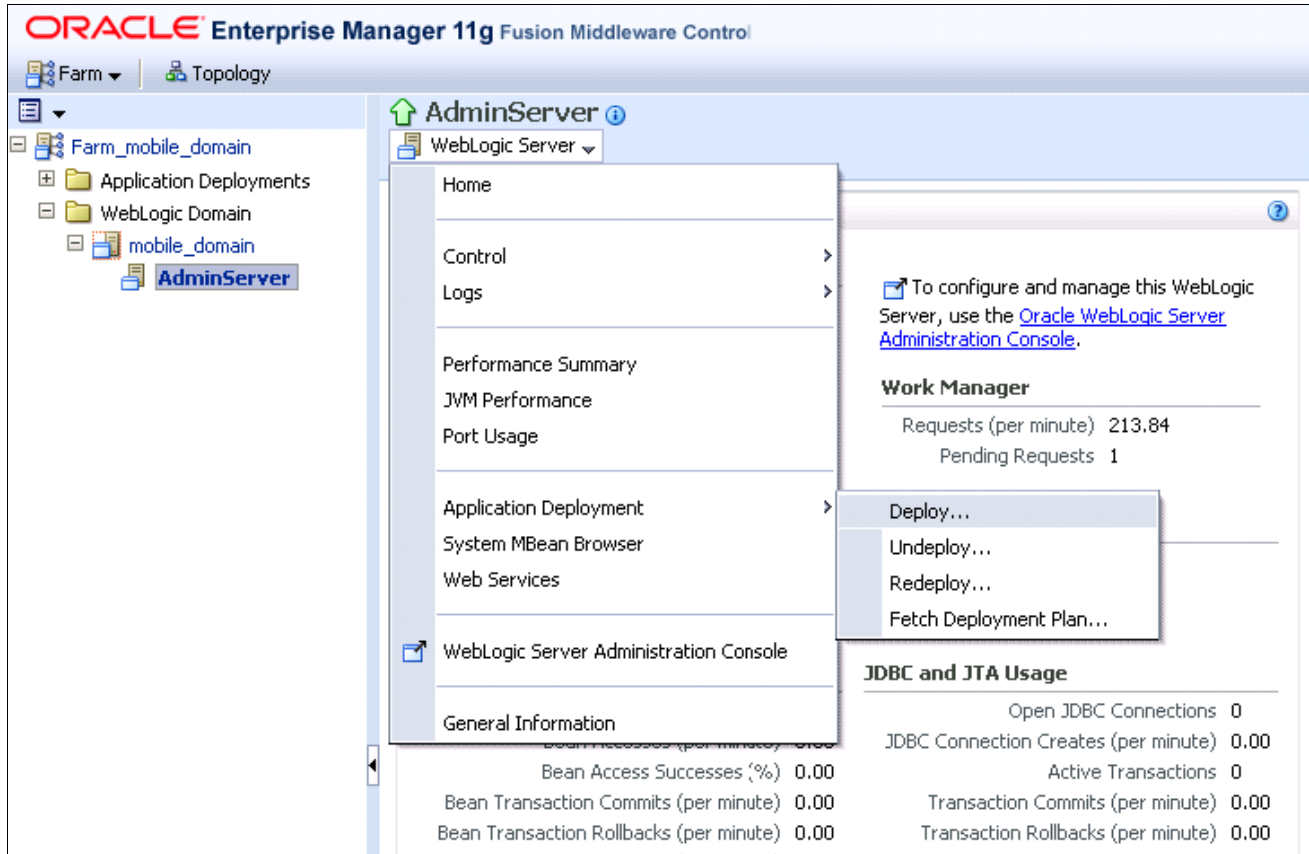 ORACLE Enterprise Manager 11g Fusion Middleware Control
Farm
Topology
Farm_mobile_domain
Application Deployments
WebLogic Domain
mobile_domain
AdminServer
AdminServer
WebLogic Server
Home
Control
Logs
Performance Summary
JVM Performance
Port Usage
Application Deployment
System MBean Browser
Web Services
WebLogic Server Administration Console
General Information
Deploy...
Undeploy...
Redeploy...
Fetch Deployment Plan...
To configure and manage this WebLogic
Server, use the Oracle WebLogic Server
Administration Console.
Work Manager
Requests (per minute) 213.84
Pending Requests 1
JDBC and JTA Usage
Open JDBC Connections 0
JDBC Connection Creates (per minute) 0.00
Active Transactions 0
Transaction Commits (per minute) 0.00
Transaction Rollbacks (per minute) 0.00
Bean Access Successes (%) 0.00
Bean Transaction Commits (per minute) 0.00
Bean Transaction Rollbacks (per minute) 0.00